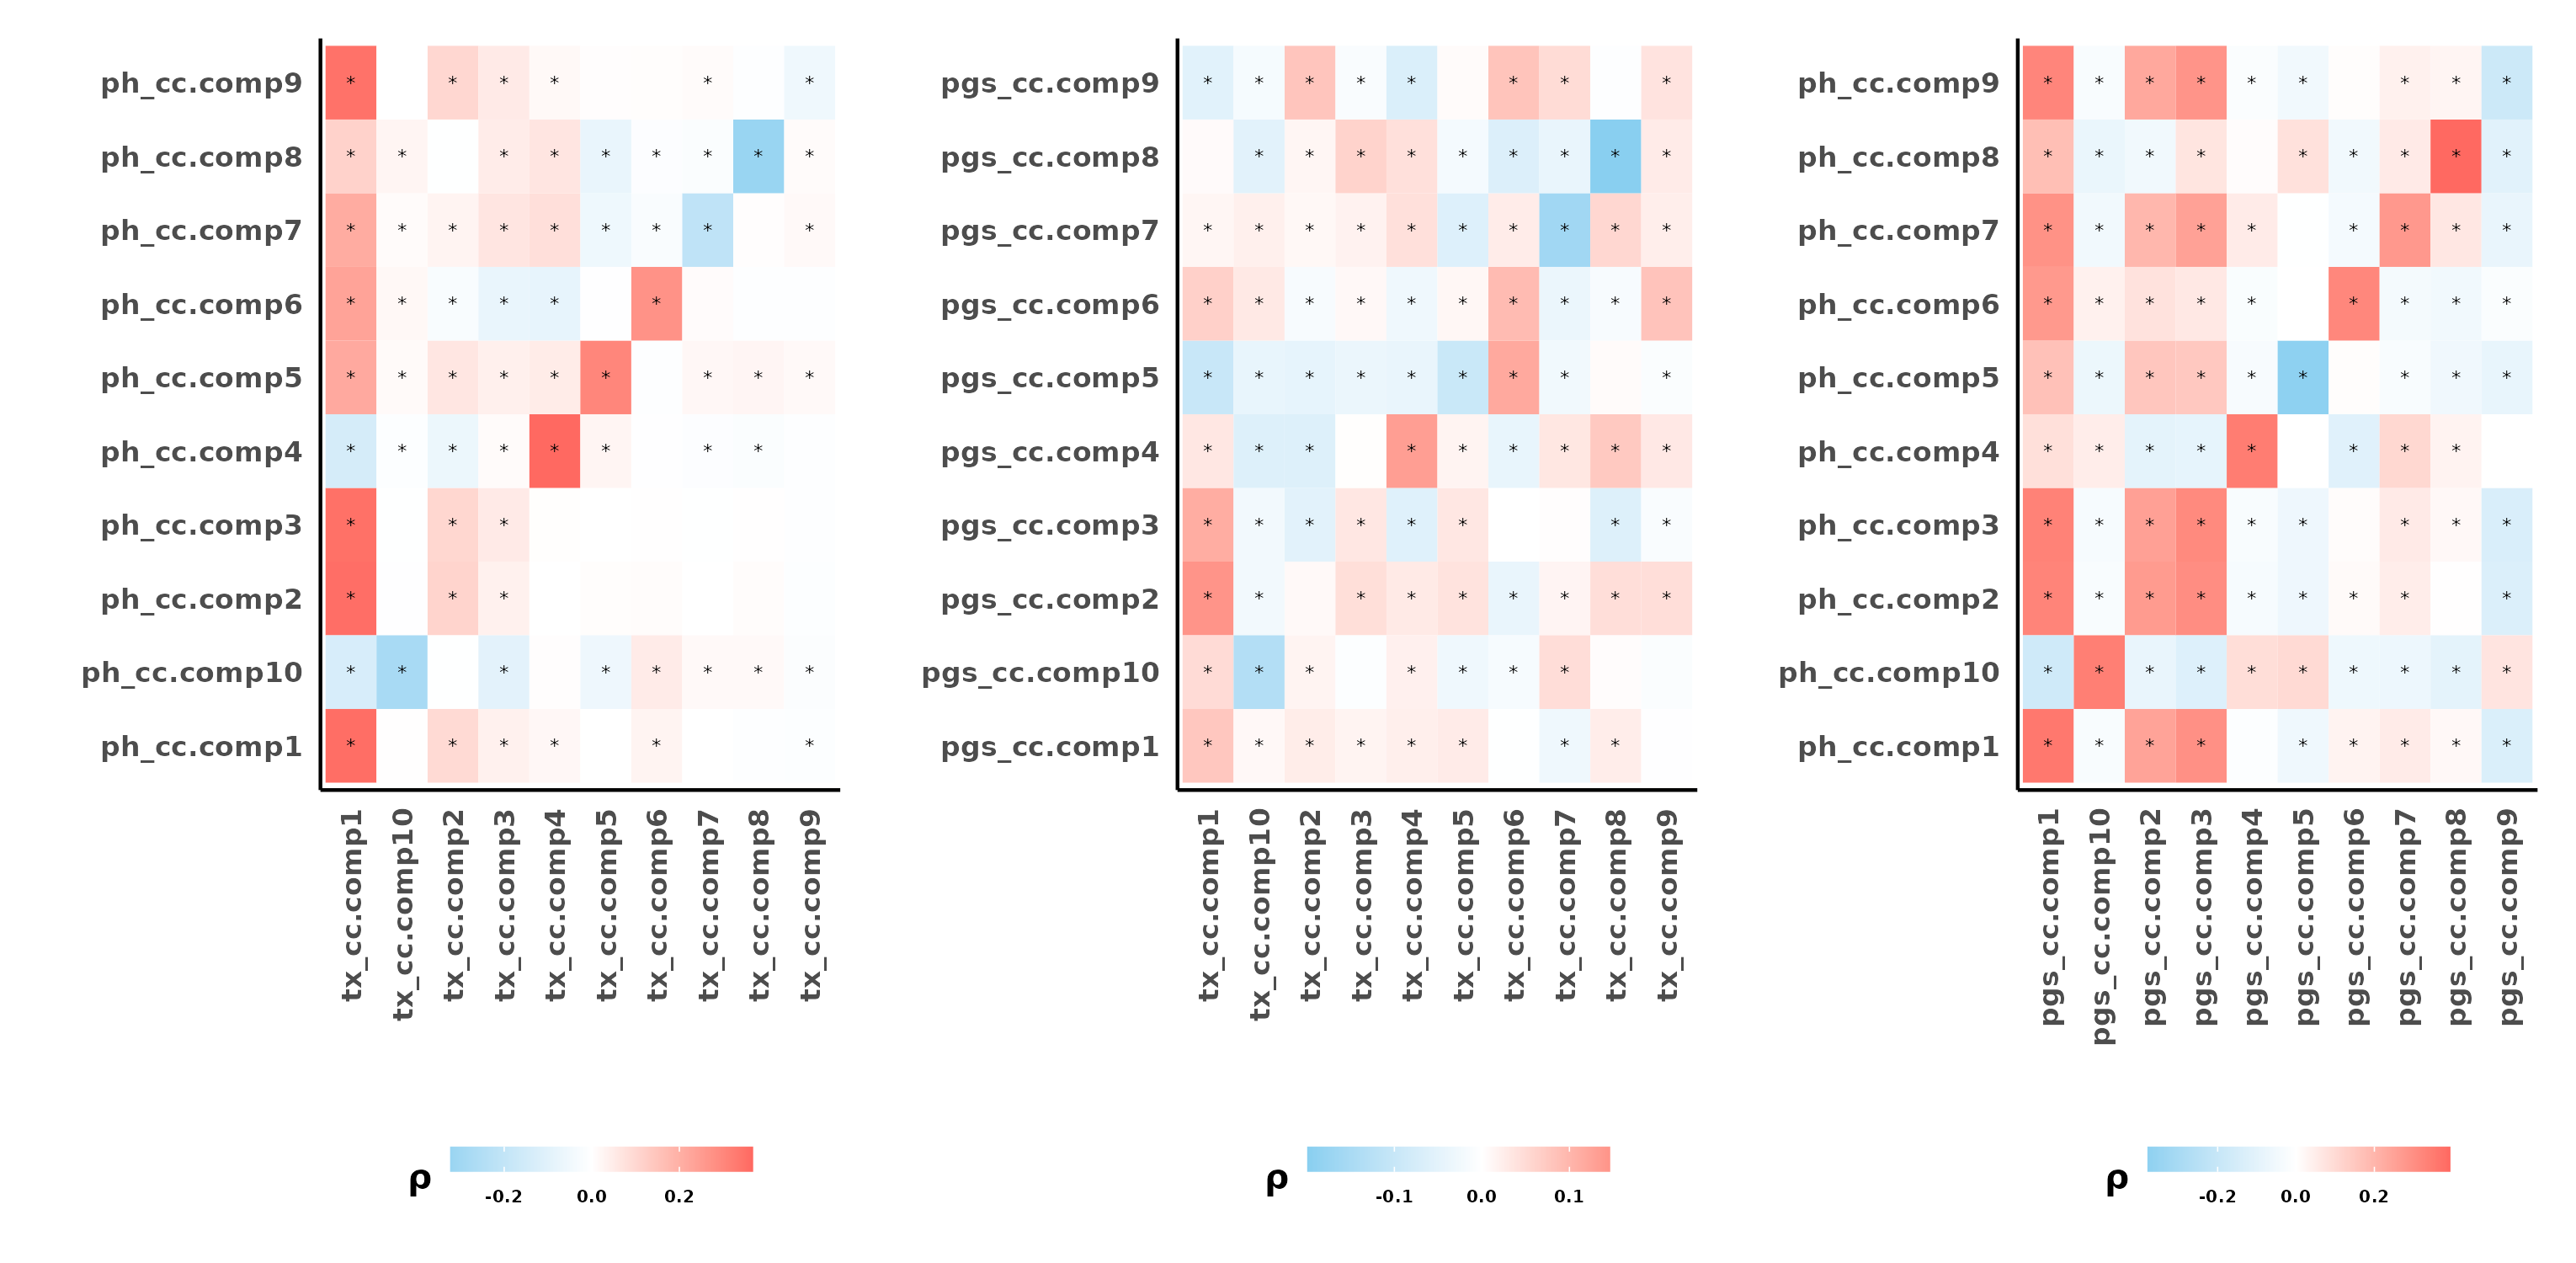 ph_cc.comp9
ph_cc.comp8
ph_cc.comp7
ph_cc.comp6
ph_cc.comp5
ph_cc.comp4
ph_cc.comp3
ph_cc.comp2
ph_cc.comp10
ph_cc.comp1
tx_cc.comp1
tx_cc.comp10
tx_cc.comp2
tx_cc.comp3
tx_cc.comp4
tx_cc.comp5
tx_cc.comp6
tx_cc.comp7
tx_cc.comp8
tx_cc.comp9
ρ
-0.2 0.0 0.2
pgs_cc.comp9
pgs_cc.comp8
pgs_cc.comp7
pgs_cc.comp6
pgs_cc.comp5
pgs_cc.comp4
pgs_cc.comp3
pgs_cc.comp2
pgs_cc.comp10
pgs_cc.comp1
tx_cc.comp1
tx_cc.comp10
tx_cc.comp2
tx_cc.comp3
tx_cc.comp4
tx_cc.comp5
tx_cc.comp6
tx_cc.comp7
tx_cc.comp8
tx_cc.comp9
ρ
-0.1 0.0 0.1
ph_cc.comp9
ph_cc.comp8
ph_cc.comp7
ph_cc.comp6
ph_cc.comp5
ph_cc.comp4
ph_cc.comp3
ph_cc.comp2
ph_cc.comp10
ph_cc.comp1
pgs_cc.comp1
pgs_cc.comp10
pgs_cc.comp2
pgs_cc.comp3
pgs_cc.comp4
pgs_cc.comp5
pgs_cc.comp6
pgs_cc.comp7
pgs_cc.comp8
pgs_cc.comp9
ρ
-0.2 0.0 0.2